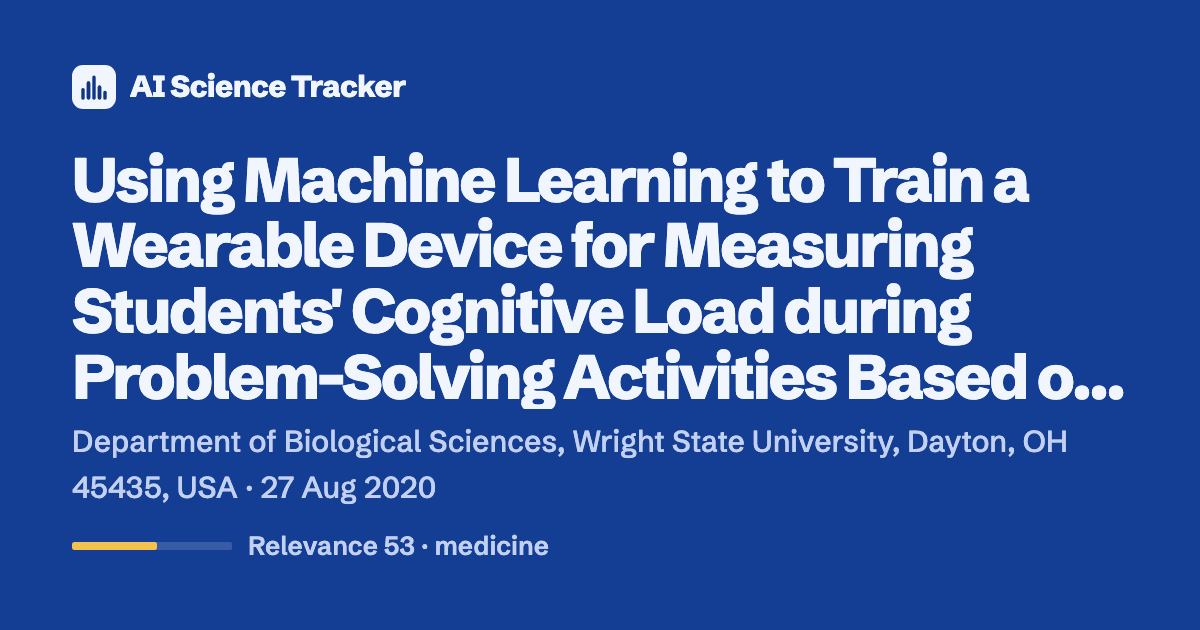 AI Science Tracker
Using Machine Learning to Train a
Wearable Device for Measuring
Students' Cognitive Load during
Problem-Solving Activities Based o...
Department of Biological Sciences, Wright State University, Dayton, OH
45435, USA · 27 Aug 2020
Relevance 53 · medicine